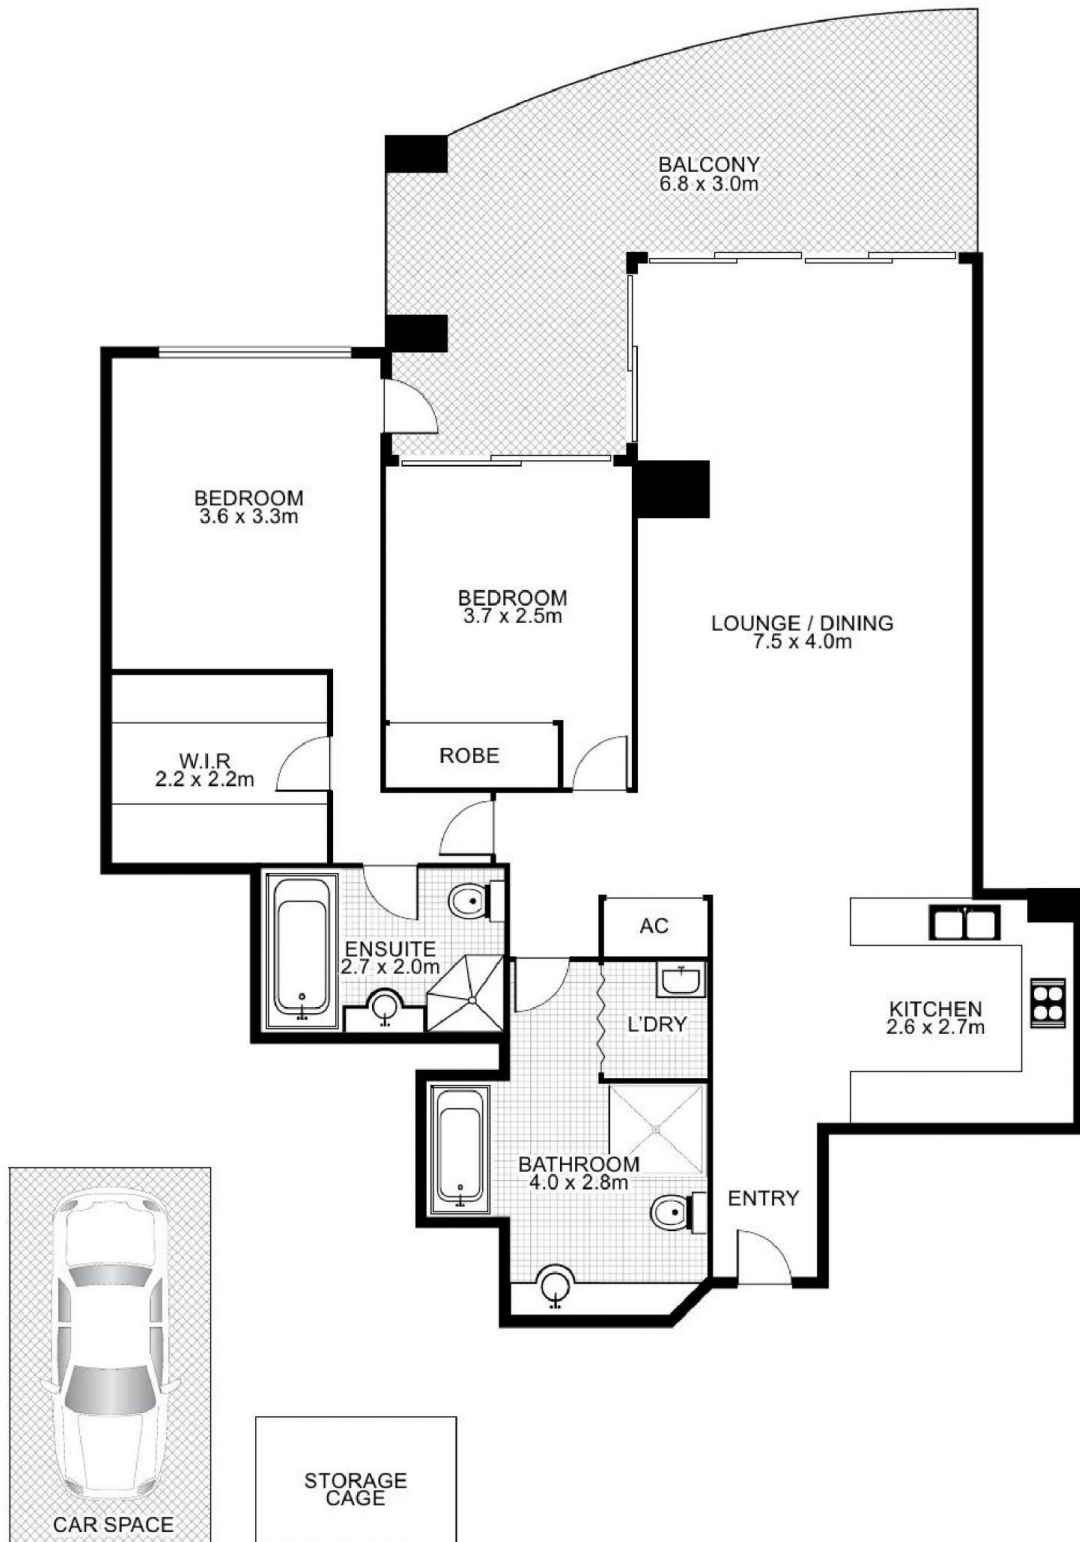 BALCONY
6.8 x 3.0m
BEDROOM
3.6 x 3.3m
BEDROOM
3.7 x 2.5m
LOUNGE / DINING
7.5 x 4.0m
W.I.R
2.2 x 2.2m
ROBE
ENSUITE
2.7 x 2.0m
AC
L'DRY
KITCHEN
2.6 x 2.7m
BATHROOM
4.0 x 2.8m
ENTRY
STORAGE
CAGE
CAR SPACE